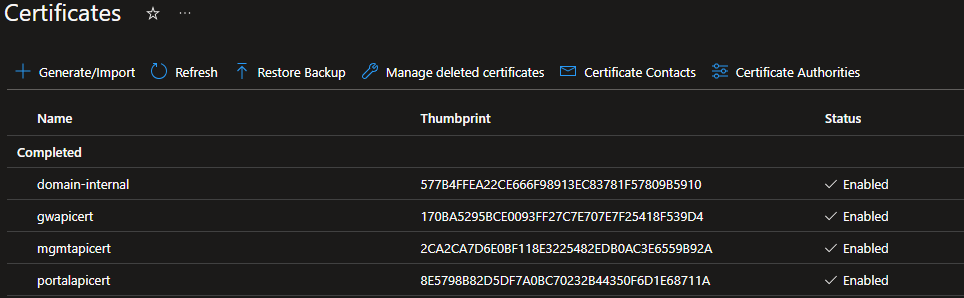 Certificates
Generate/Import Refresh Restore Backup Manage deleted certificates Certificate Contacts Certificate Authorities
Name Thumbprint Status
Completed
domain-internal 577B4FFEA22CE666F98913EC83781F57809B5910 Enabled
gwapicert 170BA5295BCE0093FF27C7E707E7F25418F539D4 Enabled
mgmtapicert 2CA2CA7D6E0BF118E3225482EDB0AC3E6559B92A Enabled
portalapicert 8E5798B82D5DF7A0BC70232B44350F6D1E68711A Enabled